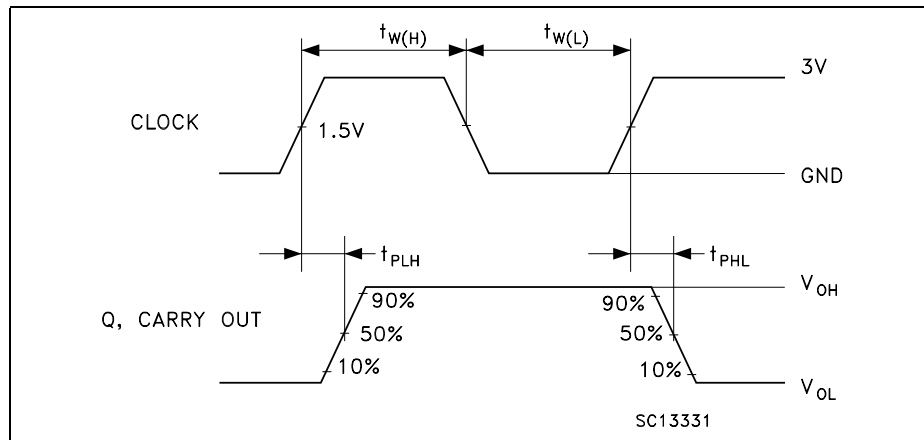 tW(H)
tW(L)
3V
CLOCK
1.5V
GND
tPLH
tPHL
VOH
90%
90%
Q, CARRY OUT
50%
50%
10%
10%
VOL
SC13331